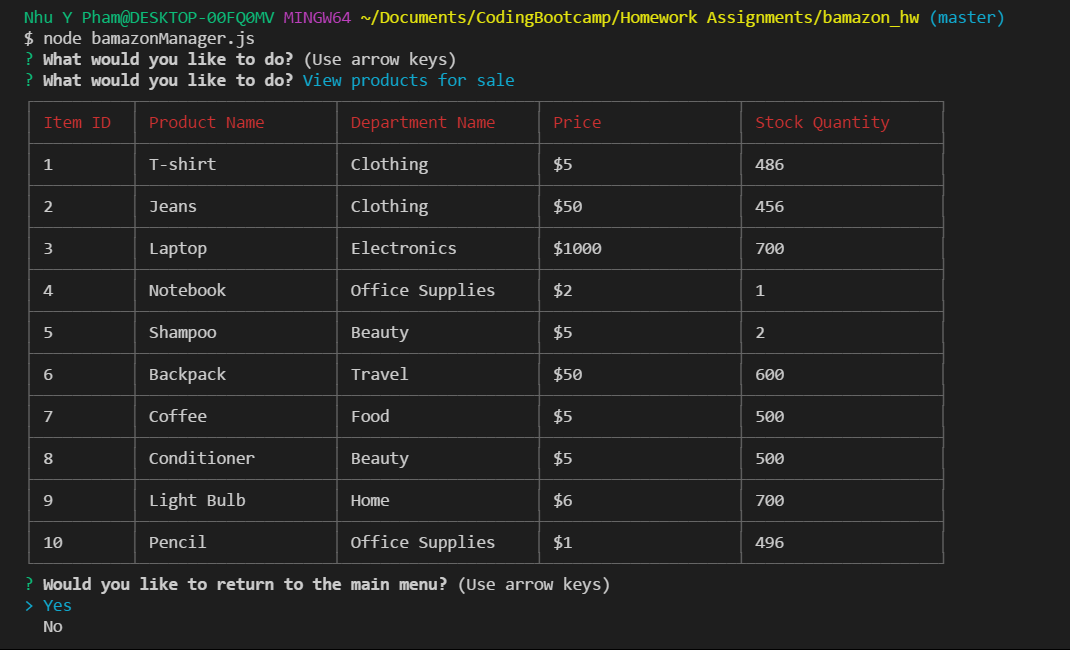 Nhu Y Pham@DESKTOP-00FQ0MV MINGW64 ~/Documents/CodingBootcamp/Homework Assignments/bamazon_hw (master)
$ node bamazonManager.js
? What would you like to do? (Use arrow keys)
? What would you like to do? View products for sale
Item ID Product Name Department Name Price Stock Quantity
1 T-shirt Clothing $5 486
2 Jeans Clothing $50 456
3 Laptop Electronics $1000 700
4 Notebook Office Supplies $2 1
5 Shampoo Beauty $5 2
6 Backpack Travel $50 600
7 Coffee Food $5 500
8 Conditioner Beauty $5 500
9 Light Bulb Home $6 700
10 Pencil Office Supplies $1 496
? Would you like to return to the main menu? (Use arrow keys)
> Yes
No